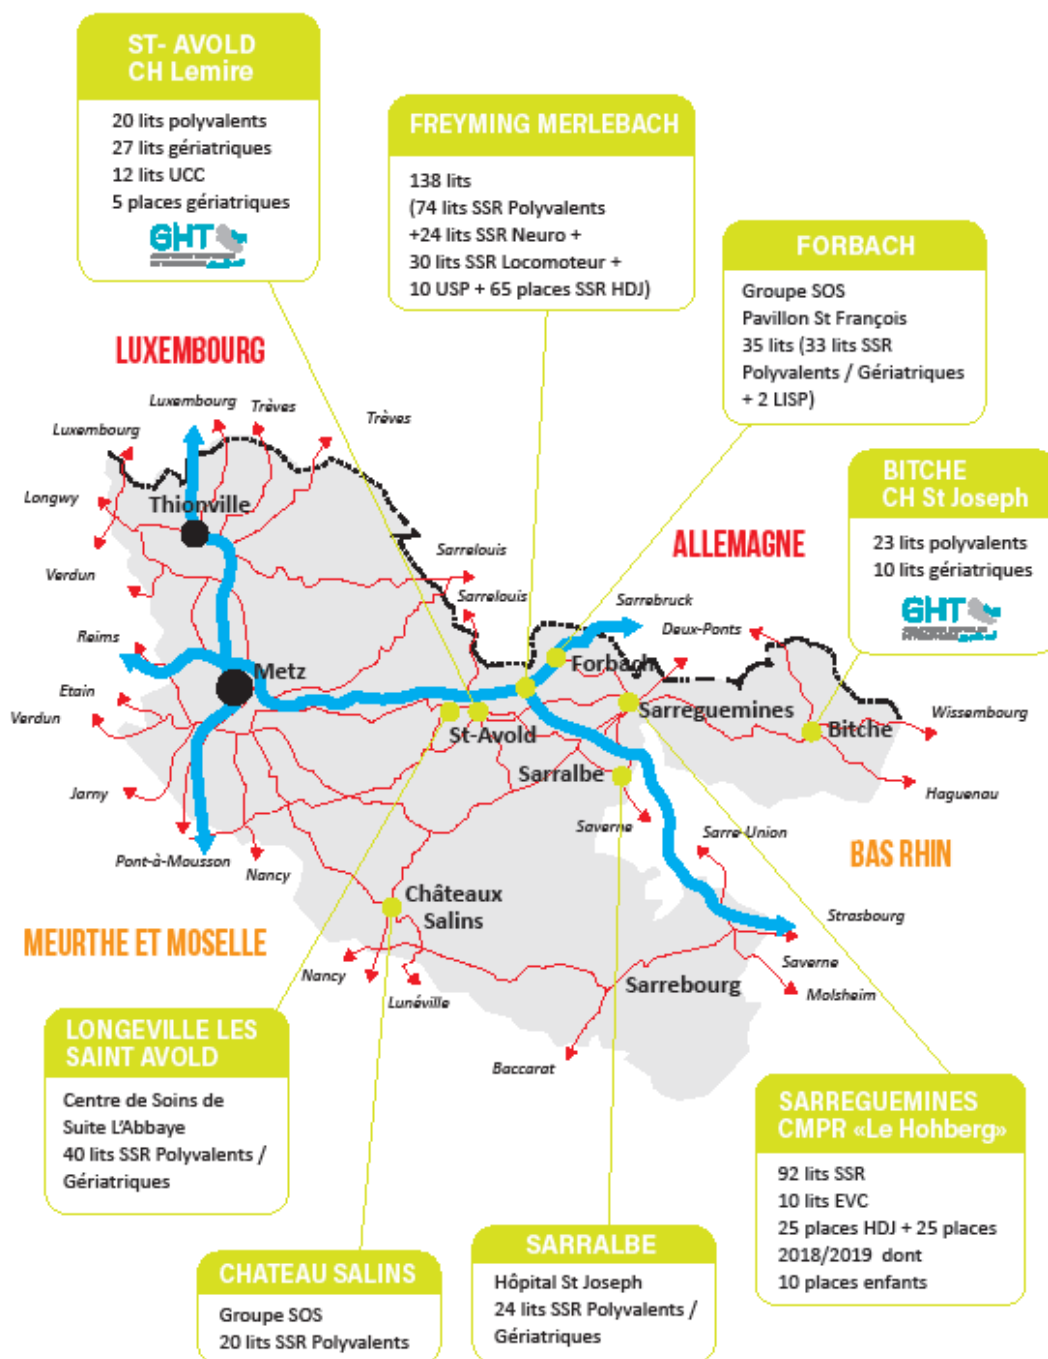 ST- AVOLD
CH Lemire
20 lits polyvalents
27 lits gériatriques
12 lits UCC
5 places gériatriques
GHT
FREYMING MERLEBACH
138 lits
(74 lits SSR Polyvalents
+24 lits SSR Neuro +
30 lits SSR Locomoteur +
10 USP + 65 places SSR HDJ)
FORBACH
Groupe SOS
Pavillon St François
35 lits (33 lits SSR
Polyvalents / Gériatriques
+ 2 LISP)
BITCHE
CH St Joseph
23 lits polyvalents
10 lits gériatriques
GHT
LUXEMBOURG
Luxembourg
Trèves
Trèves
Luxembourg
Longwy
Thionville
Verdun
Sarrelouis
Sarrelouis
ALLEMAGNE
Sarrebruck
Deux-Ponts
Reims
Metz
Forbach
Etain
Verdun
St-Avold
Sarreguemines
Bitche
Wissembourg
Sarralbe
Jarny
Haguenau
Saverne
Sarre-Union
BAS RHIN
Pont-à-Mousson
Nancy
Châteaux
Salins
Strasbourg
MEURTHE ET MOSELLE
Nancy
Lunéville
Sarrebourg
Saverne
Molsheim
Baccarat
LONGEVILLE LES
SAINT AVOLD
Centre de Soins de
Suite L'Abbaye
40 lits SSR Polyvalents /
Gériatriques
CHATEAU SALINS
Groupe SOS
20 lits SSR Polyvalents
SARRALBE
Hôpital St Joseph
24 lits SSR Polyvalents /
Gériatriques
SARREGUEMINES
CMPR «Le Hohberg»
92 lits SSR
10 lits EVC
25 places HDJ + 25 places
2018/2019 dont
10 places enfants